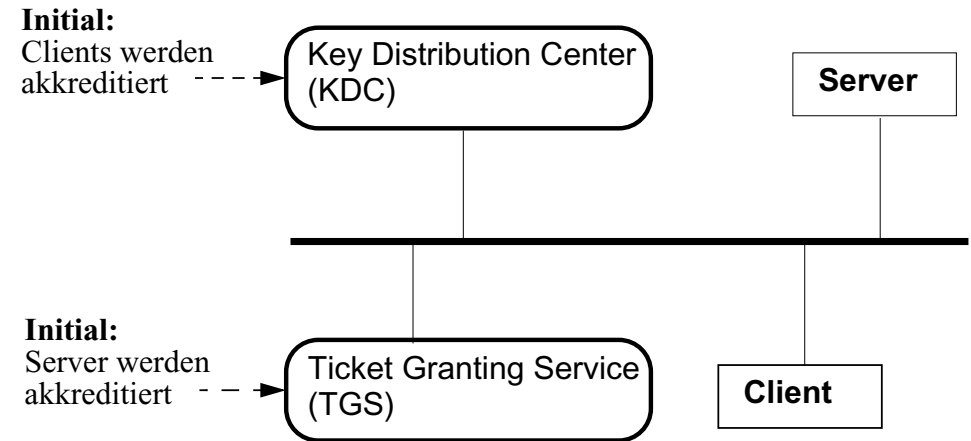 Initial:
Clients werden
akkreditiert
Key Distribution Center
(KDC)
Server
Initial:
Server werden
akkreditiert
Ticket Granting Service
(TGS)
Client